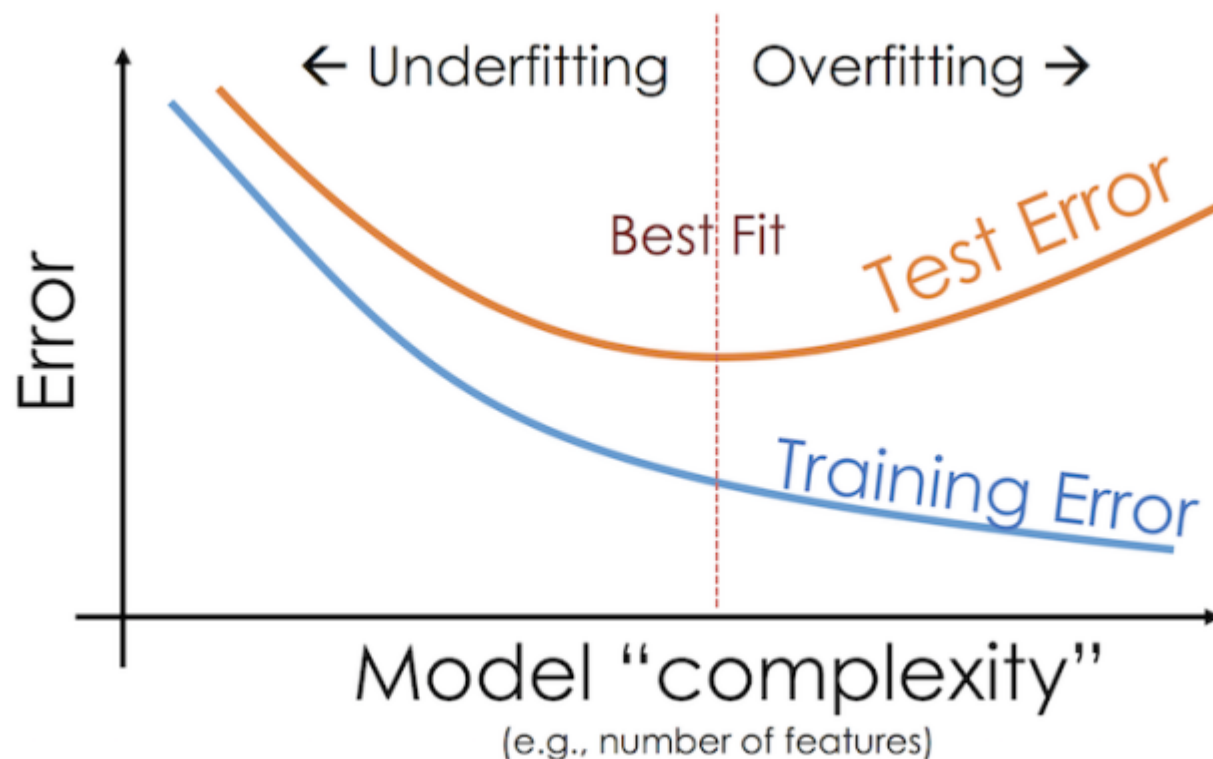 ← Underfitting
Overfitting →
Best Fit
Test Error
Error
Training Error
Model “complexity”
(e.g., number of features)